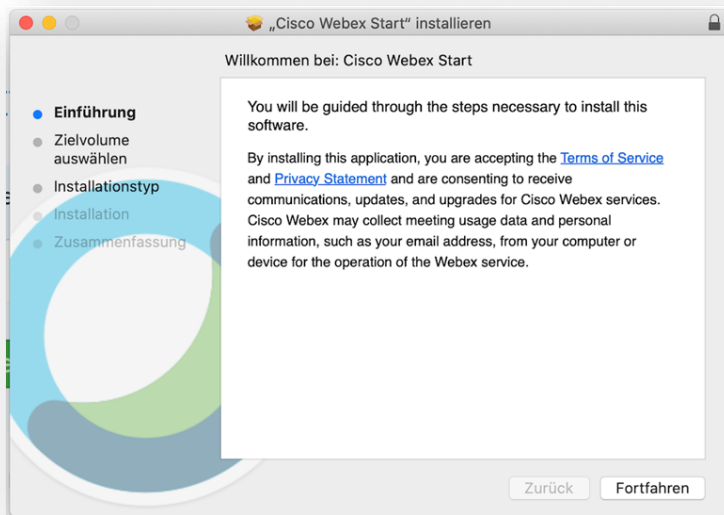 „Cisco Webex Start“ installieren
Willkommen bei: Cisco Webex Start
Einführung
Zielvolume
auswählen
Installationstyp
Installation
Zusammenfassung
You will be guided through the steps necessary to install this
software.
By installing this application, you are accepting the Terms of Service
and Privacy Statement and are consenting to receive
communications, updates, and upgrades for Cisco Webex services.
Cisco Webex may collect meeting usage data and personal
information, such as your email address, from your computer or
device for the operation of the Webex service.
Zurück
Fortfahren